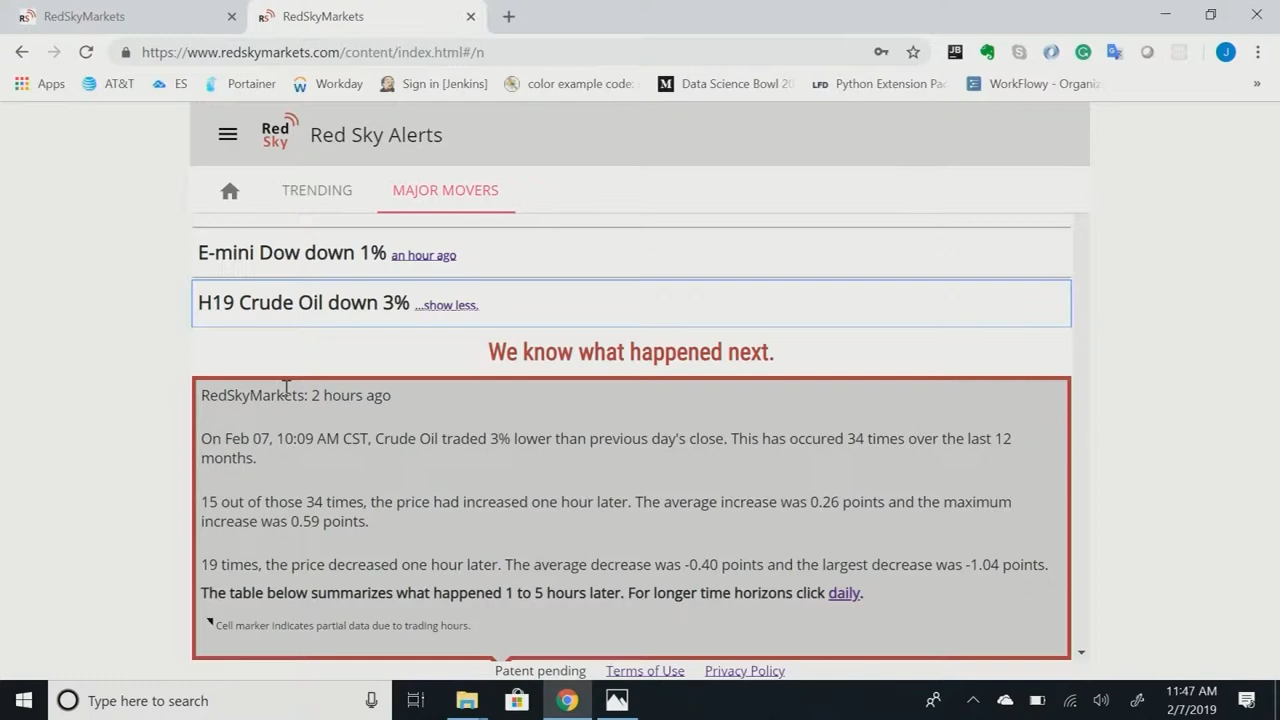 RedSkyMarkets
RedSkyMarkets
https://www.redskymarkets.com/content/index.html#/n
Apps
AT&T
ES
Portainer
Workday
Sign in [Jenkins]
color example code:
Data Science Bowl 20
Python Extension Pac
WorkFlowy - Organiz
»
Red Sky
Red Sky Alerts
TRENDING
MAJOR MOVERS
E-mini Dow down 1% an hour ago
H19 Crude Oil down 3% ...show less.
We know what happened next.
RedSkyMarkets: 2 hours ago
On Feb 07, 10:09 AM CST, Crude Oil traded 3% lower than previous day's close. This has occured 34 times over the last 12
months.
15 out of those 34 times, the price had increased one hour later. The average increase was 0.26 points and the maximum
increase was 0.59 points.
19 times, the price decreased one hour later. The average decrease was -0.40 points and the largest decrease was -1.04 points.
The table below summarizes what happened 1 to 5 hours later. For longer time horizons click daily.
Cell marker indicates partial data due to trading hours.
Patent pending Terms of Use Privacy Policy
Type here to search
11:47 AM
2/7/2019